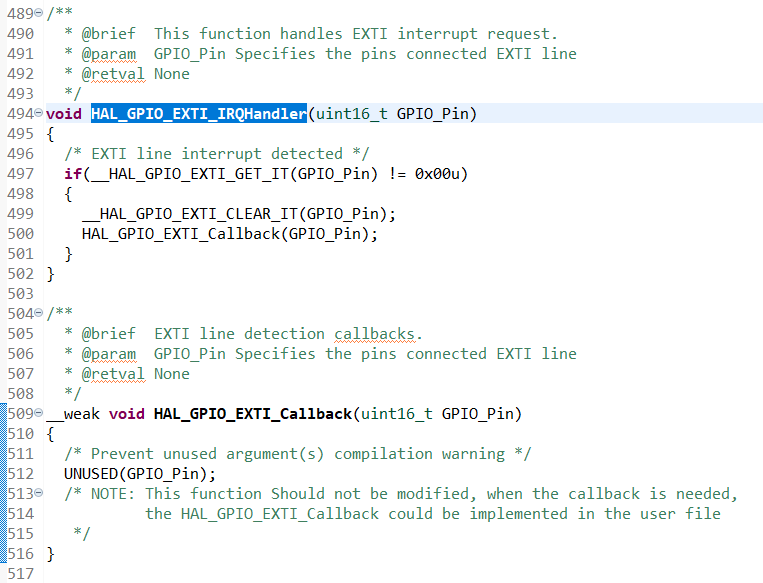 489 /**
490   * @brief  This function handles EXTI interrupt request.
491   * @param  GPIO_Pin Specifies the pins connected EXTI line
492   * @retval None
493   */
494 void HAL_GPIO_EXTI_IRQHandler(uint16_t GPIO_Pin)
495 {
496   /* EXTI line interrupt detected */
497   if(__HAL_GPIO_EXTI_GET_IT(GPIO_Pin) != 0x00u)
498   {
499     __HAL_GPIO_EXTI_CLEAR_IT(GPIO_Pin);
500     HAL_GPIO_EXTI_Callback(GPIO_Pin);
501   }
502 }
503
504 /**
505   * @brief  EXTI line detection callbacks.
506   * @param  GPIO_Pin Specifies the pins connected EXTI line
507   * @retval None
508   */
509 __weak void HAL_GPIO_EXTI_Callback(uint16_t GPIO_Pin)
510 {
511   /* Prevent unused argument(s) compilation warning */
512   UNUSED(GPIO_Pin);
513   /* NOTE: This function Should not be modified, when the callback is needed,
514            the HAL_GPIO_EXTI_Callback could be implemented in the user file
515    */
516 }
517